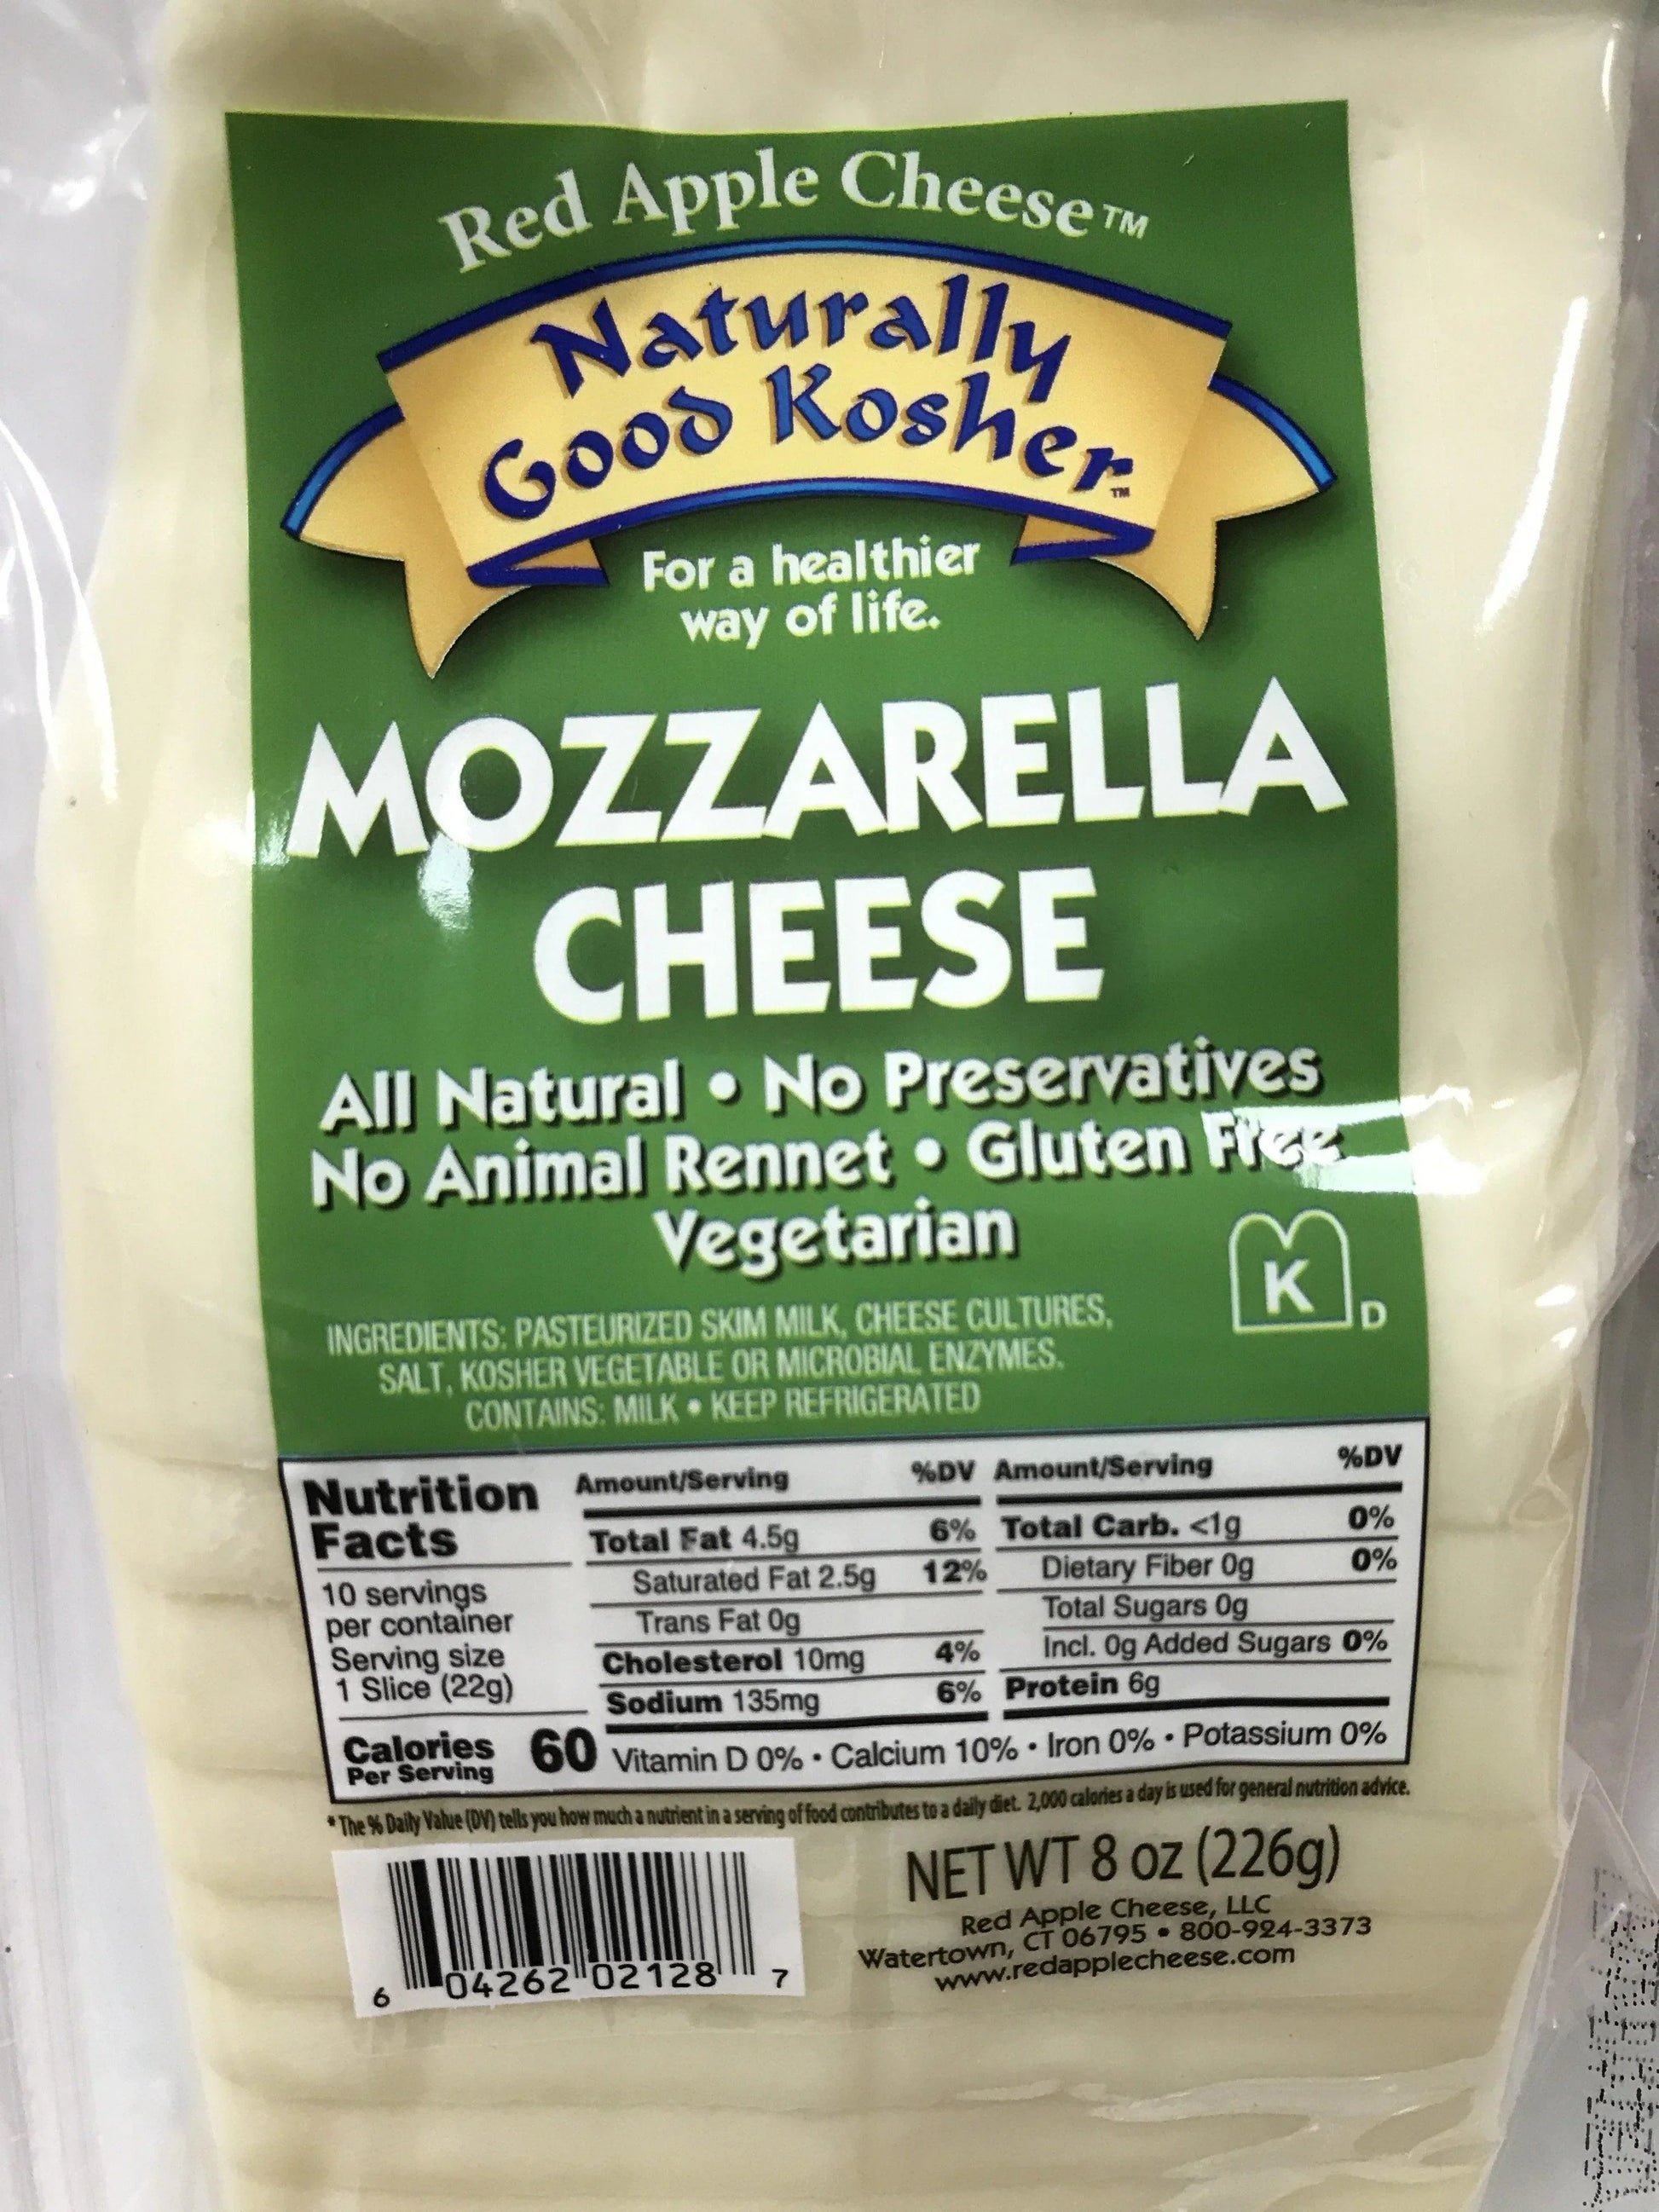 Red Apple Cheese™
Naturally
Good Kosher™
For a healthier
way of life.
MOZZARELLA
CHEESE
All Natural • No Preservatives
No Animal Rennet • Gluten Free
Vegetarian
K D
INGREDIENTS: PASTEURIZED SKIM MILK, CHEESE CULTURES,
SALT, KOSHER VEGETABLE OR MICROBIAL ENZYMES.
CONTAINS: MILK • KEEP REFRIGERATED
Nutrition
Facts
10 servings
per container
Serving size
1 Slice (22g)
Calories 60
Per Serving
Amount/Serving %DV
Total Fat 4.5g 6%
Saturated Fat 2.5g 12%
Trans Fat 0g
Cholesterol 10mg 4%
Sodium 135mg 6%
Amount/Serving %DV
Total Carb. <1g 0%
Dietary Fiber 0g 0%
Total Sugars 0g
Incl. 0g Added Sugars 0%
Protein 6g
Vitamin D 0% • Calcium 10% • Iron 0% • Potassium 0%
* The % Daily Value (DV) tells you how much a nutrient in a serving of food contributes to a daily diet. 2,000 calories a day is used for general nutrition advice.
6 04262 02128 7
NET WT 8 oz (226g)
Red Apple Cheese, LLC
Watertown, CT 06795 • 800-924-3373
www.redapplecheese.com